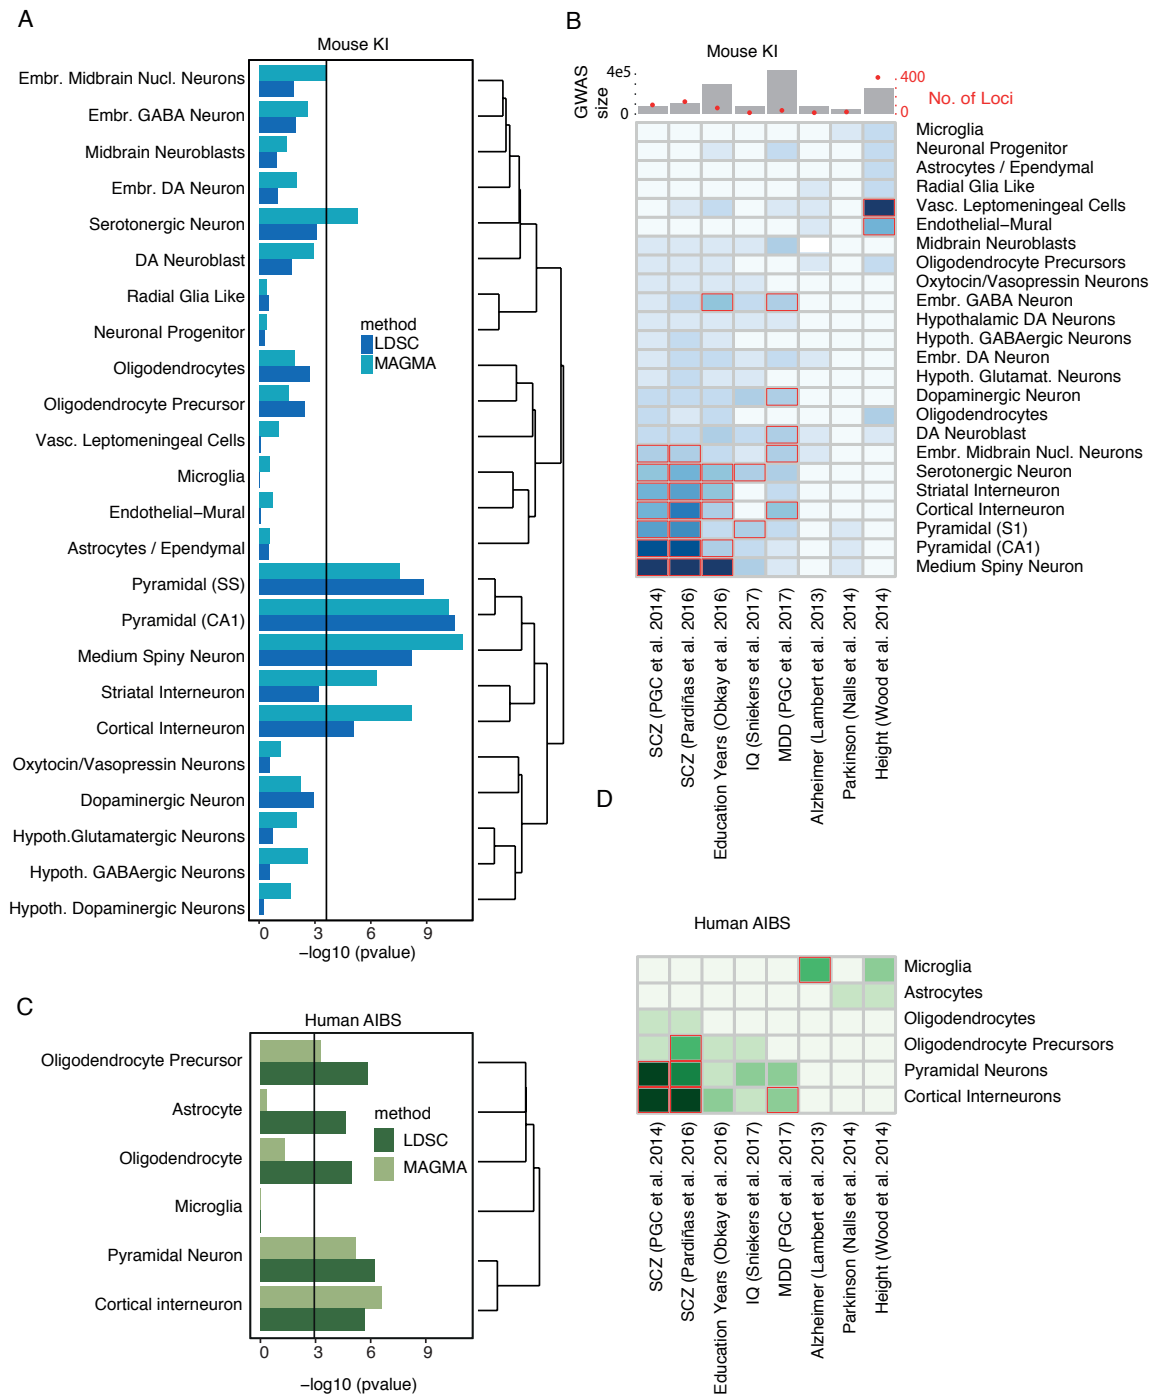 A
Mouse KI
Embr. Midbrain Nucl. Neurons
Embr. GABA Neuron
Midbrain Neuroblasts
Embr. DA Neuron
Serotonergic Neuron
DA Neuroblast
Radial Glia Like
Neuronal Progenitor
Oligodendrocytes
Oligodendrocyte Precursor
Vasc. Leptomeningeal Cells
Microglia
Endothelial−Mural
Astrocytes / Ependymal
Pyramidal (SS)
Pyramidal (CA1)
Medium Spiny Neuron
Striatal Interneuron
Cortical Interneuron
Oxytocin/Vasopressin Neurons
Dopaminergic Neuron
Hypoth.Glutamatergic Neurons
Hypoth. GABAergic Neurons
Hypoth. Dopaminergic Neurons
method
LDSC
MAGMA
0 3 6 9
−log10 (pvalue)
B
Mouse KI
GWAS
size
4e5
0
400
0
No. of Loci
Microglia
Neuronal Progenitor
Astrocytes / Ependymal
Radial Glia Like
Vasc. Leptomeningeal Cells
Endothelial−Mural
Midbrain Neuroblasts
Oligodendrocyte Precursors
Oxytocin/Vasopressin Neurons
Embr. GABA Neuron
Hypothalamic DA Neurons
Hypoth. GABAergic Neurons
Embr. DA Neuron
Hypoth. Glutamat. Neurons
Dopaminergic Neuron
Oligodendrocytes
DA Neuroblast
Embr. Midbrain Nucl. Neurons
Serotonergic Neuron
Striatal Interneuron
Cortical Interneuron
Pyramidal (S1)
Pyramidal (CA1)
Medium Spiny Neuron
SCZ (PGC et al. 2014)
SCZ (Pardiñas et al. 2016)
Education Years (Obkay et al. 2016)
IQ (Sniekers et al. 2017)
MDD (PGC et al. 2017)
Alzheimer (Lambert et al. 2013)
Parkinson (Nalls et al. 2014)
Height (Wood et al. 2014)
C
Human AIBS
Oligodendrocyte Precursor
Astrocyte
Oligodendrocyte
Microglia
Pyramidal Neuron
Cortical interneuron
method
LDSC
MAGMA
0 3 6 9
−log10 (pvalue)
D
Human AIBS
Microglia
Astrocytes
Oligodendrocytes
Oligodendrocyte Precursors
Pyramidal Neurons
Cortical Interneurons
SCZ (PGC et al. 2014)
SCZ (Pardiñas et al. 2016)
Education Years (Obkay et al. 2016)
IQ (Sniekers et al. 2017)
MDD (PGC et al. 2017)
Alzheimer (Lambert et al. 2013)
Parkinson (Nalls et al. 2014)
Height (Wood et al. 2014)